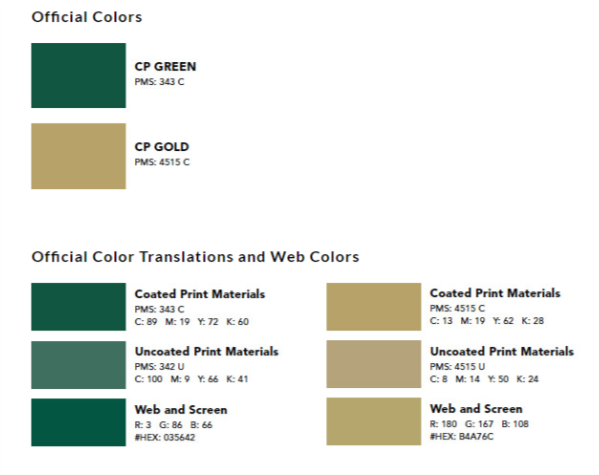 Official Colors
CP GREEN
PMS: 343 C
CP GOLD
PMS: 4515 C
Official Color Translations and Web Colors
Coated Print Materials
PMS: 343 C
C: 89 M: 19 Y: 72 K: 60
Uncoated Print Materials
PMS: 342 U
C: 100 M: 9 Y: 66 K: 41
Web and Screen
R: 3 G: 86 B: 66
#HEX: 035642
Coated Print Materials
PMS: 4515 C
C: 13 M: 19 Y: 62 K: 28
Uncoated Print Materials
PMS: 4515 U
C: 8 M: 14 Y: 50 K: 24
Web and Screen
R: 180 G: 167 B: 108
#HEX: B4A76C